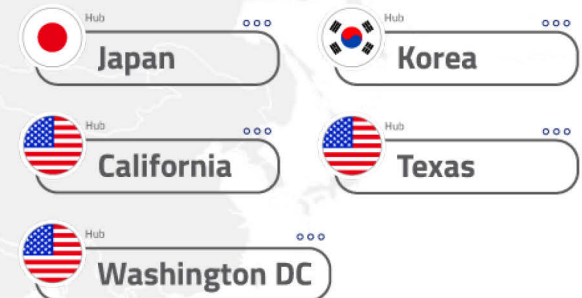 Hub
Japan
Hub
Korea
Hub
California
Hub
Texas
Hub
Washington DC